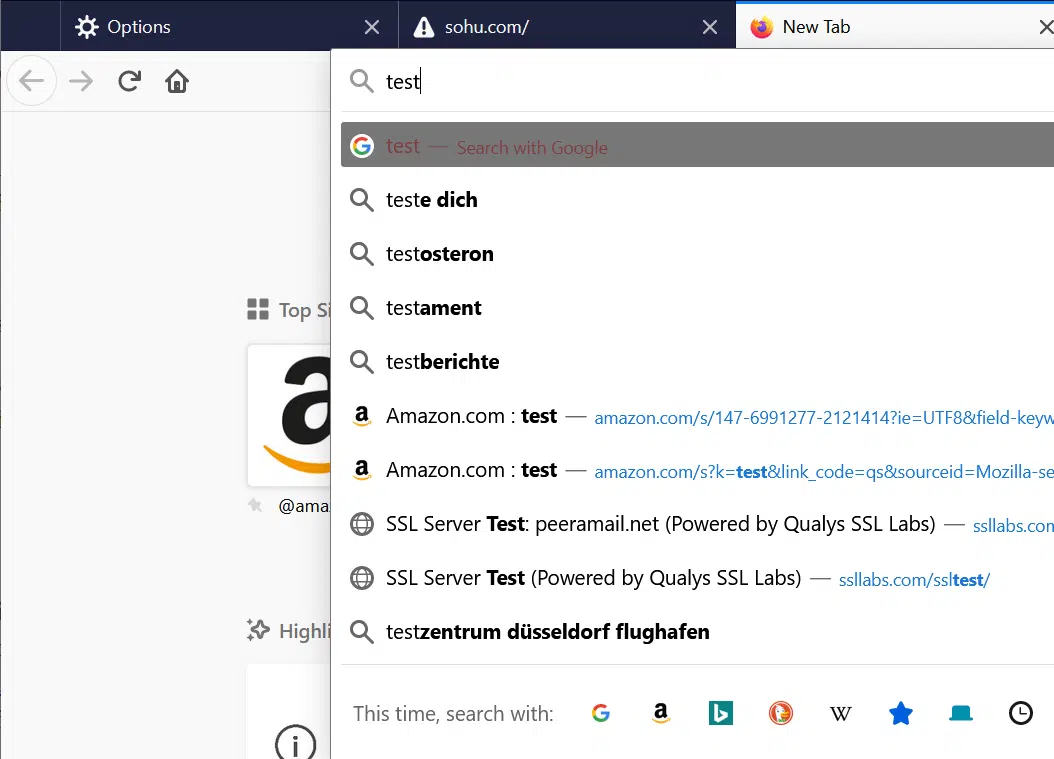 Options
sohu.com/
New Tab
test
test — Search with Google
teste dich
testosteron
testament
testberichte
Amazon.com : test — amazon.com/s/147-6991277-2121414?ie=UTF8&field-keyw
Amazon.com : test — amazon.com/s?k=test&link_code=qs&sourceid=Mozilla-se
SSL Server Test: peeramail.net (Powered by Qualys SSL Labs) — ssllabs.com
SSL Server Test (Powered by Qualys SSL Labs) — ssllabs.com/ssltest/
testzentrum düsseldorf flughafen
Top Si
@ama
Highli
This time, search with: